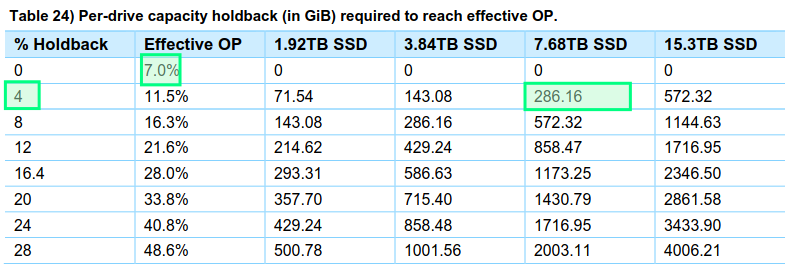 Table 24) Per-drive capacity holdback (in GiB) required to reach effective OP.
% Holdback Effective OP 1.92TB SSD 3.84TB SSD 7.68TB SSD 15.3TB SSD
0 7.0% 0 0 0 0
4 11.5% 71.54 143.08 286.16 572.32
8 16.3% 143.08 286.16 572.32 1144.63
12 21.6% 214.62 429.24 858.47 1716.95
16.4 28.0% 293.31 586.63 1173.25 2346.50
20 33.8% 357.70 715.40 1430.79 2861.58
24 40.8% 429.24 858.48 1716.95 3433.90
28 48.6% 500.78 1001.56 2003.11 4006.21